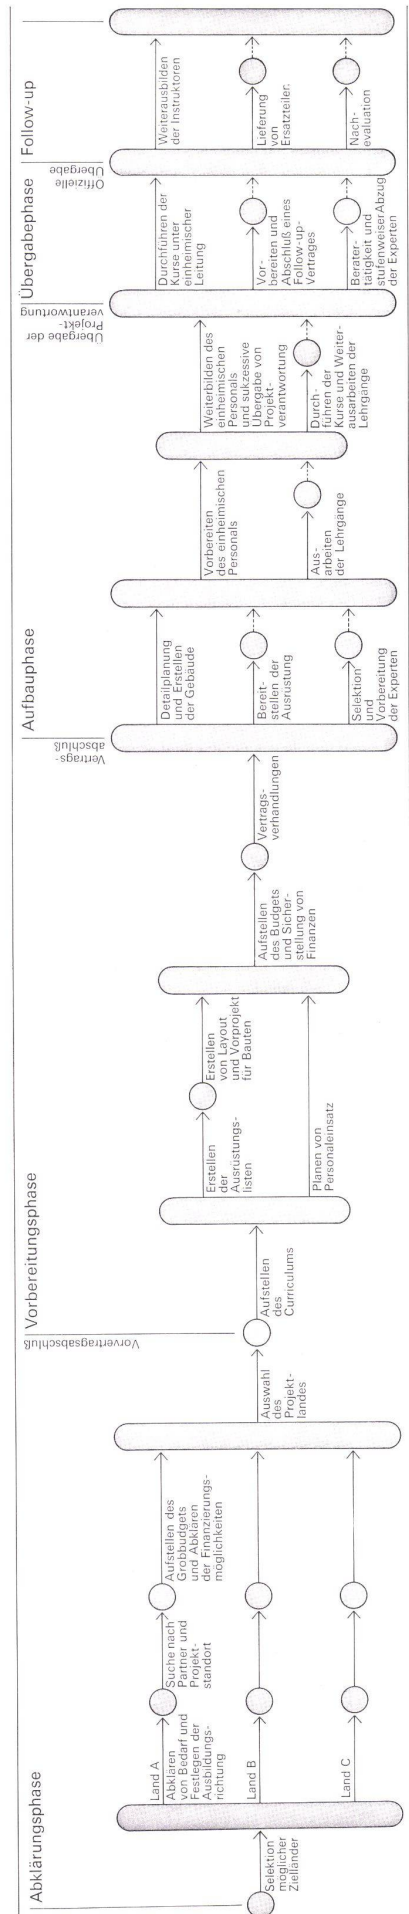 Abklärungsphase
Selektion
möglicher
Zielländer
Land A
Abklären
von Bedarf und
Festlegen der
Ausbildungs-
richtung
Suche nach
Partner und
Projekt-
standort
Aufstellen des
Grobbudgets
und Abklären
der Finanzierungs-
möglichkeiten
Land B
Land C
Auswahl
des
Projekt-
landes
Vorvertragsabschluß
Vorbereitungsphase
Aufstellen
des
Curriculums
Erstellen
der
Ausrüstungs-
listen
Erstellen
von Layout
und Vorprojekt
für Bauten
Planen von
Personaleinsatz
Aufstellen
des Budgets
und Sicher-
stellung von
Finanzen
Vertrags-
verhandlungen
Vertrags-
abschluß
Aufbauphase
Detailplanung
und Erstellen
der Gebäude
Bereit-
stellen der
Ausrüstung
Selektion
und
Vorbereitung
der Experten
Vorbereiten
des einheimischen
Personals
Aus-
arbeiten
der Lehrgänge
Weiterbilden des
einheimischen
Personals
und sukzessive
Übergabe von
Projekt-
verantwortung
Durch-
führen der
Kurse und Weiter-
ausarbeiten der
Lehrgänge
Übergabe der
Projekt-
verantwortung
Übergabephase
Durchführen der
Kurse unter
einheimischer
Leitung
Vor-
bereiten und
Abschluß eines
Follow-up-
Vertrages
Berater-
tätigkeit und
stufenweiser Abzug
der Experten
Offizielle
Übergabe
Follow-up
Weiterausbilden
der Instruktoren
Lieferung
von
Ersatzteilen
Nach-
evaluation